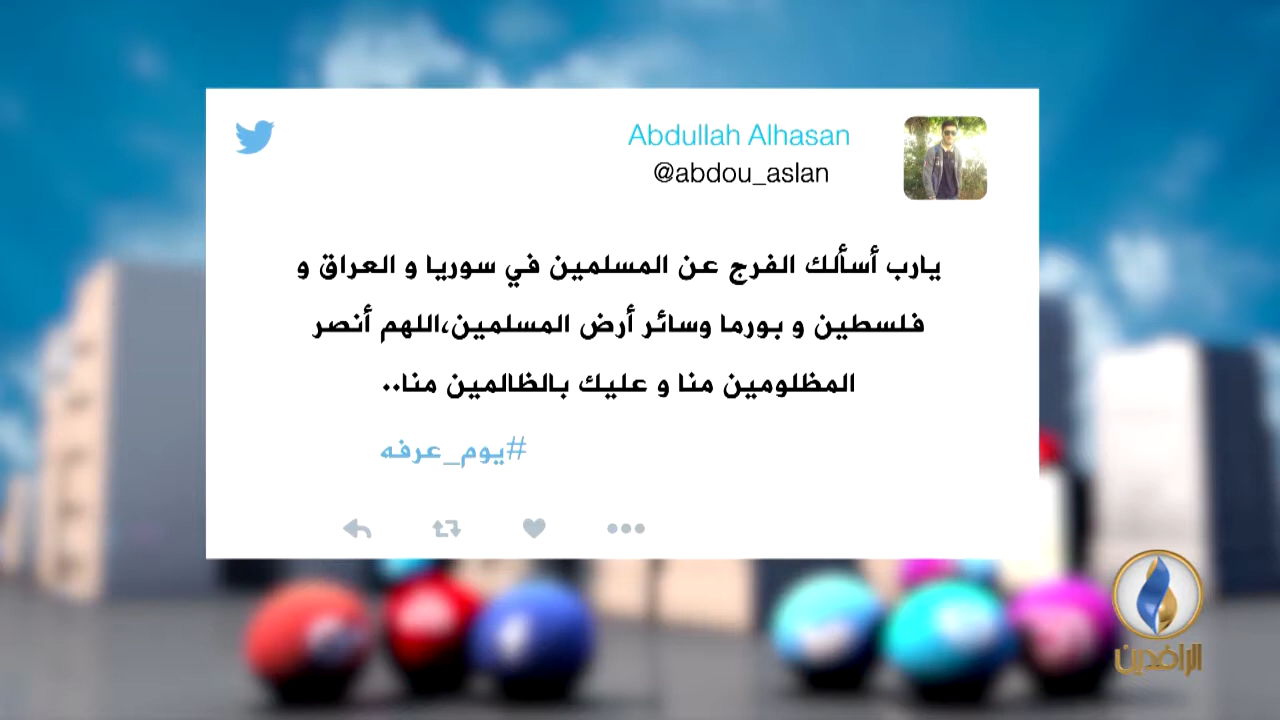 Abdullah Alhasan
@abdou_aslan
يارب أسألك الفرج عن المسلمين في سوريا و العراق و
فلسطين و بورما وسائر أرض المسلمين،اللهم أنصر
المظلومين منا و عليك بالظالمين منا..
#يوم_عرفه
الرافدين